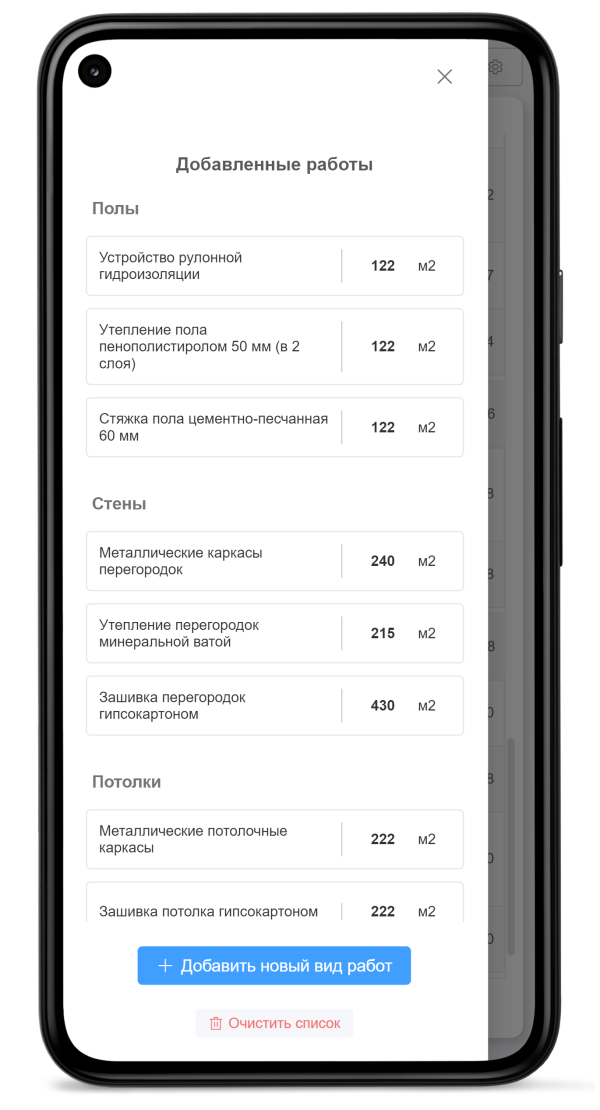 Добавленные работы
Полы
Устройство рулонной
гидроизоляции
122 м2
Утепление пола
пенополистиролом 50 мм (в 2
слоя)
122 м2
Стяжка пола цементно-песчанная
60 мм
122 м2
Стены
Металлические каркасы
перегородок
240 м2
Утепление перегородок
минеральной ватой
215 м2
Зашивка перегородок
гипсокартоном
430 м2
Потолки
Металлические потолочные
каркасы
222 м2
Зашивка потолка гипсокартоном
222 м2
+ Добавить новый вид работ
Очистить список